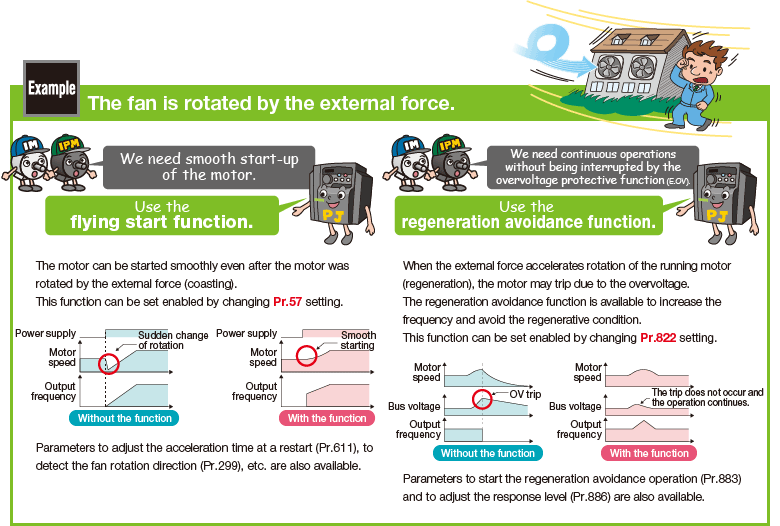 Example
The fan is rotated by the external force.
IM
IPM
We need smooth start-up
of the motor.
PJ
Use the
flying start function.
The motor can be started smoothly even after the motor was
rotated by the external force (coasting).
This function can be set enabled by changing Pr.57 setting.
Power supply
Sudden change
of rotation
Motor
speed
Output
frequency
Without the function
Power supply
Smooth
starting
Motor
speed
Output
frequency
With the function
Parameters to adjust the acceleration time at a restart (Pr.611), to
detect the fan rotation direction (Pr.299), etc. are also available.
IM
IPM
We need continuous operations
without being interrupted by the
overvoltage protective function (E.OV).
PJ
Use the
regeneration avoidance function.
When the external force accelerates rotation of the running motor
(regeneration), the motor may trip due to the overvoltage.
The regeneration avoidance function is available to increase the
frequency and avoid the regenerative condition.
This function can be set enabled by changing Pr.822 setting.
Motor
speed
OV trip
Bus voltage
Output
frequency
Without the function
Motor
speed
The trip does not occur and
the operation continues.
Bus voltage
Output
frequency
With the function
Parameters to start the regeneration avoidance operation (Pr.883)
and to adjust the response level (Pr.886) are also available.